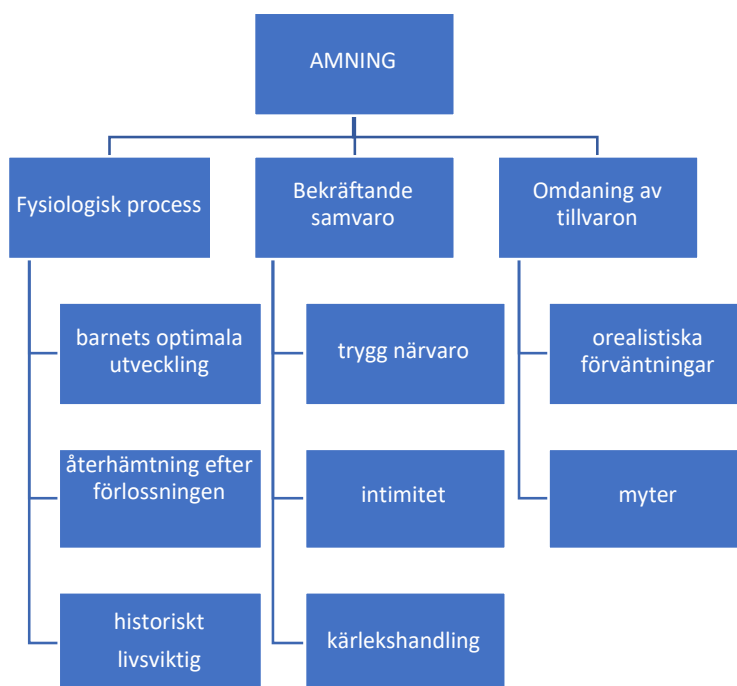 AMNING
Fysiologisk process
Bekräftande
samvaro
Omdaning av
tillvaron
barnets optimala
utveckling
trygg närvaro
orealistiska
förväntningar
återhämtning efter
förlossningen
intimitet
myter
historiskt
livsviktig
kärlekshandling